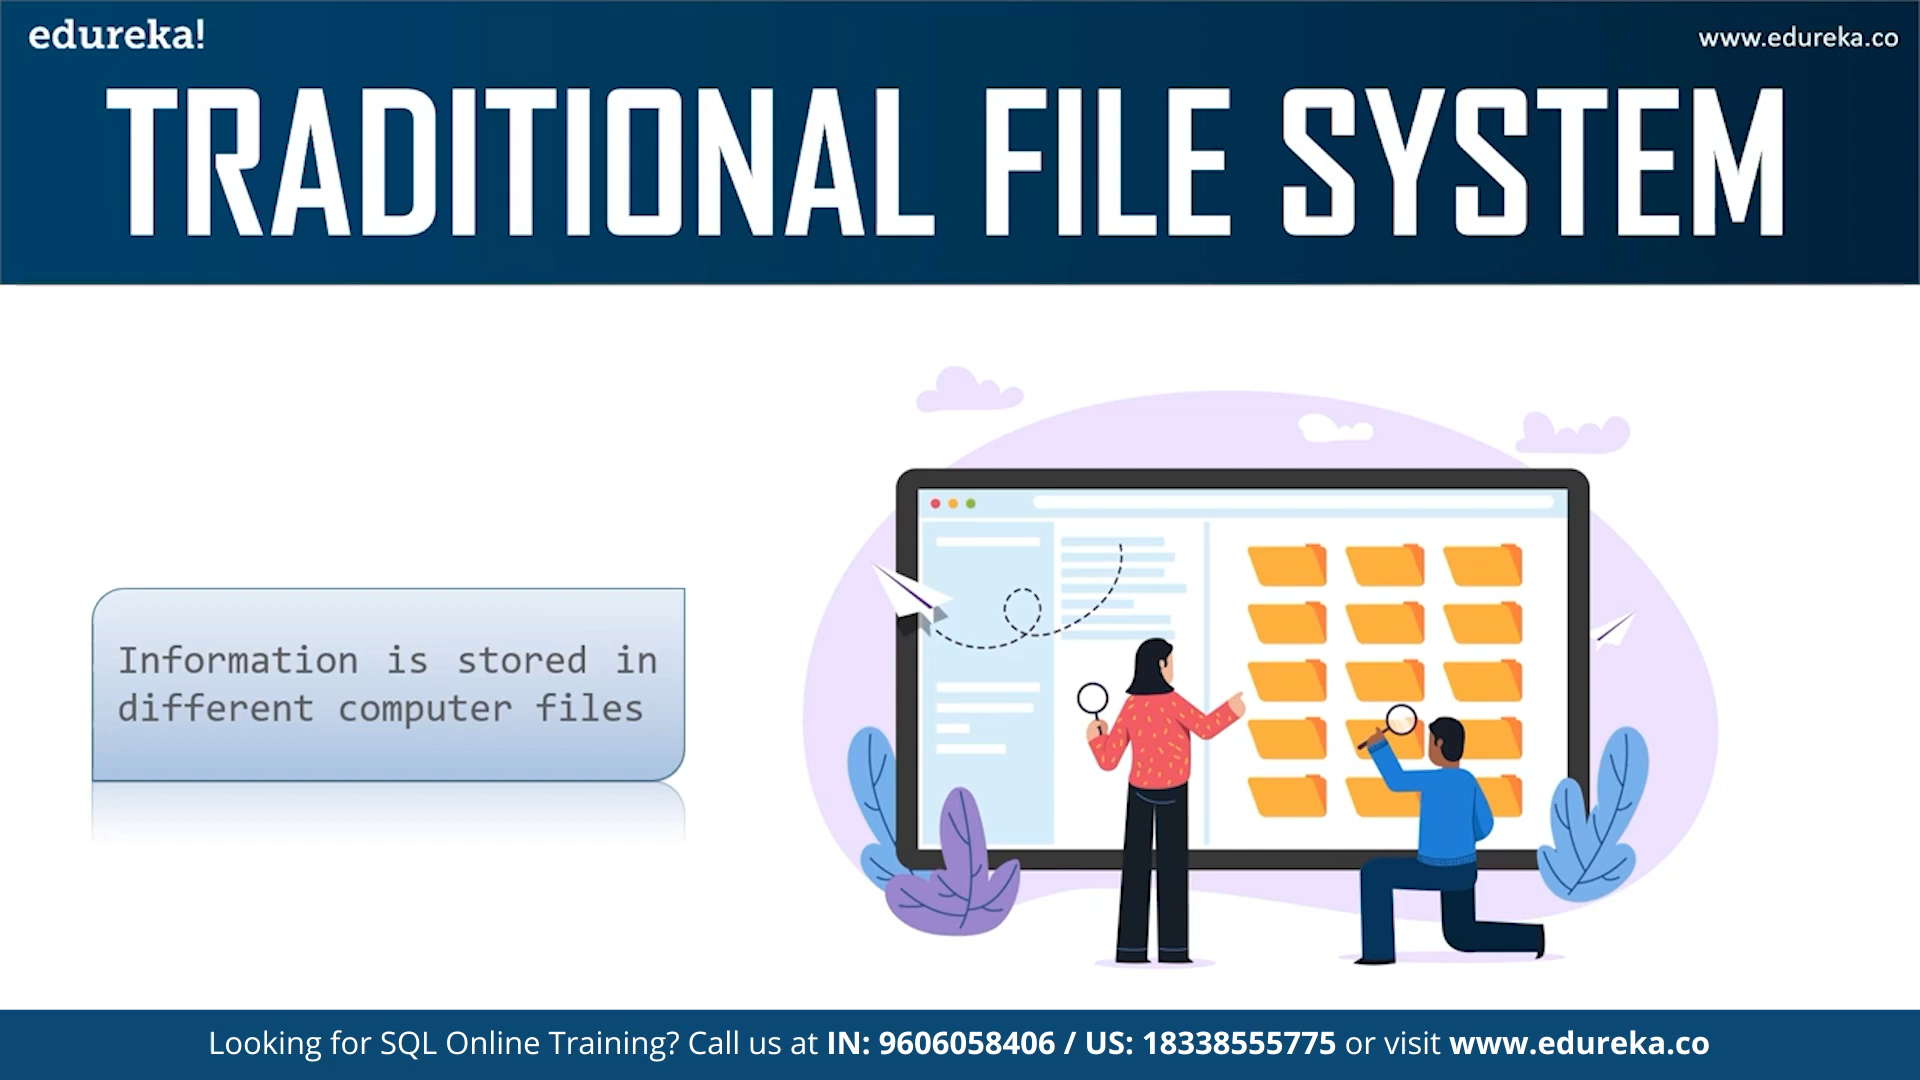 edureka!
www.edureka.co
TRADITIONAL FILE SYSTEM
Information is stored in
different computer files
Looking for SQL Online Training? Call us at IN: 9606058406 / US: 18338555775 or visit www.edureka.co